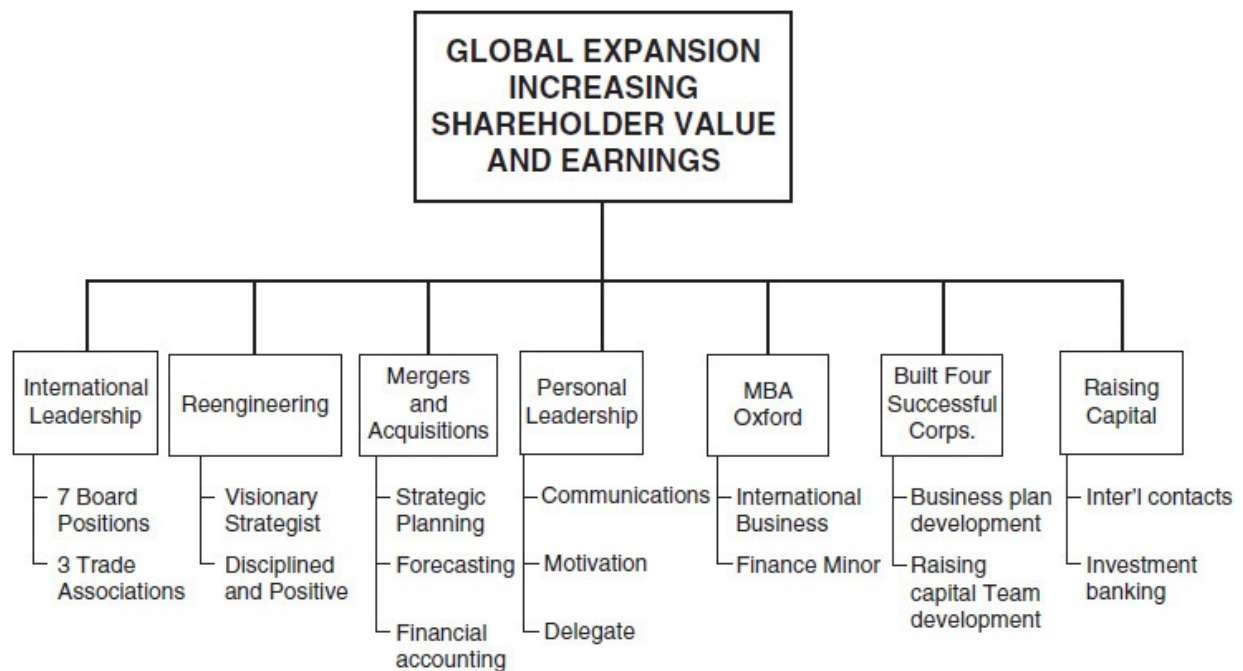 GLOBAL EXPANSION
INCREASING
SHAREHOLDER VALUE
AND EARNINGS
International
Leadership
7 Board
Positions
3 Trade
Associations
Reengineering
Visionary
Strategist
Disciplined
and Positive
Mergers
and
Acquisitions
Strategic
Planning
Forecasting
Financial
accounting
Personal
Leadership
Communications
Motivation
Delegate
MBA
Oxford
International
Business
Finance Minor
Built Four
Successful
Corps.
Business plan
development
Raising
capital Team
development
Raising
Capital
Inter'l contacts
Investment
banking